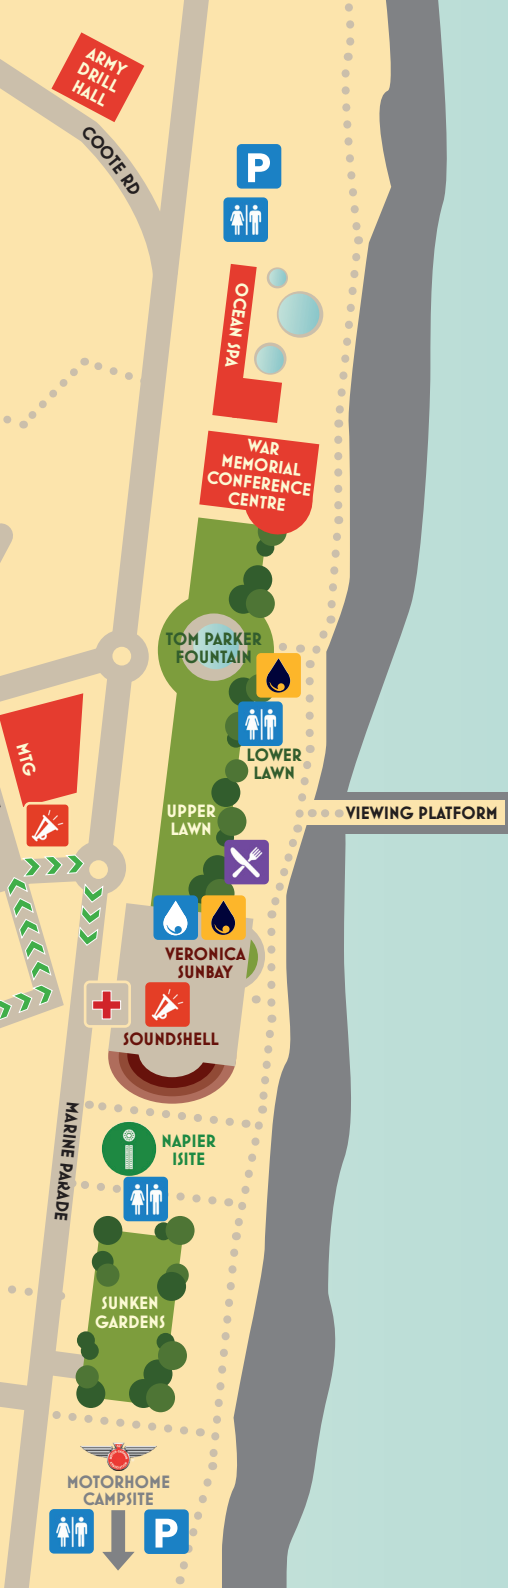 ARMY
DRILL
HALL
COOTE RD
P
OCEAN SPA
WAR
MEMORIAL
CONFERENCE
CENTRE
TOM PARKER
FOUNTAIN
MTG
LOWER
LAWN
UPPER
LAWN
VIEWING PLATFORM
VERONICA
SUNBAY
SOUNDSHELL
MARINE PARADE
NAPIER
ISITE
SUNKEN
GARDENS
MOTORHOME
CAMPSITE
P